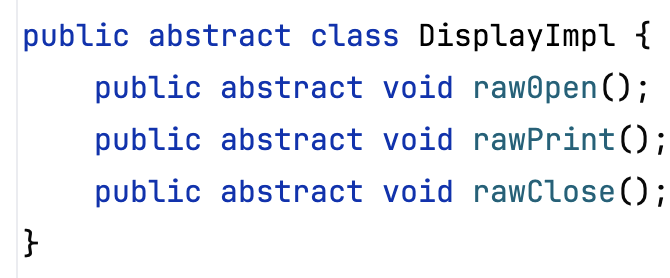 public abstract class DisplayImpl {
    public abstract void rawOpen();
    public abstract void rawPrint();
    public abstract void rawClose();
}